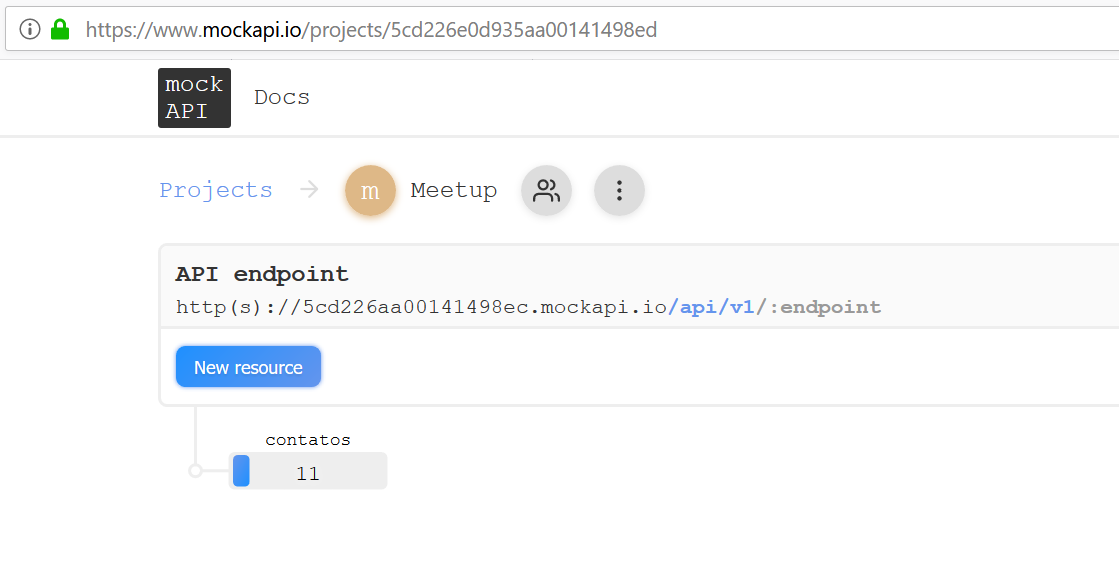 https://www.mockapi.io/projects/5cd226e0d935aa00141498ed
mock
API
Docs
Projects → m Meetup
API endpoint
http(s)://5cd226aa00141498ec.mockapi.io/api/v1/:endpoint
New resource
contatos
11